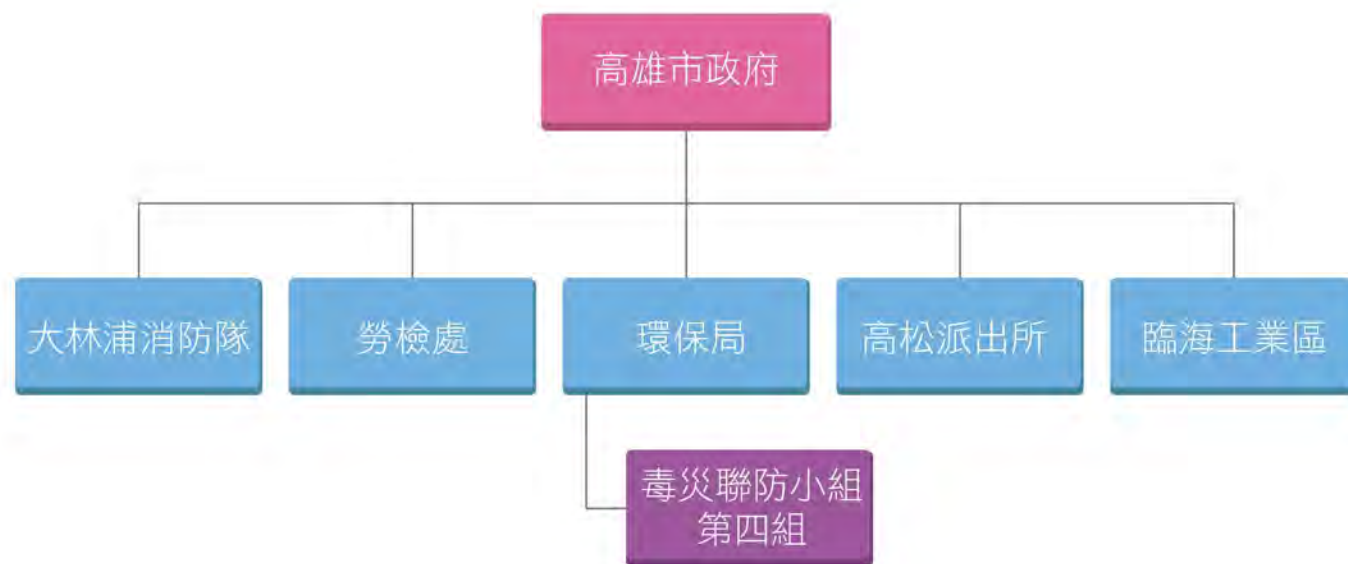 高雄市政府
大林浦消防隊
勞檢處
環保局
高松派出所
臨海工業區
毒災聯防小組
第四組